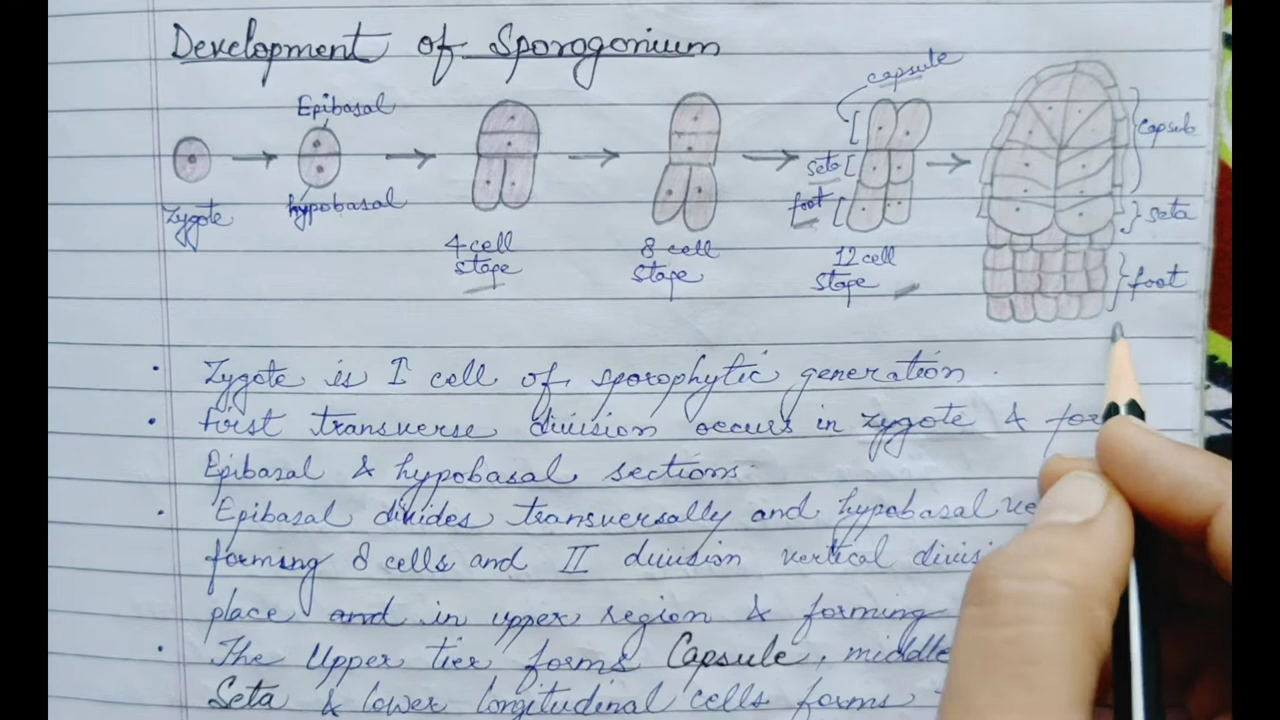 Development of Sporogonium
capsule
Epibasal
capsule
seta
Zygote
hypobasal
foot
seta
4 cell
stage
8 cell
stage
12 cell
stage
foot
Zygote is I cell of sporophytic generation.
first transverse division occurs in zygote & for
Epibasal & hypobasal sections.
Epibasal divides transversally and hypobasal ve
forming 8 cells and II division vertical divisi
place and in upper region & forming
The Upper tier forms Capsule, middle
Seta & lower longitudinal cells forms